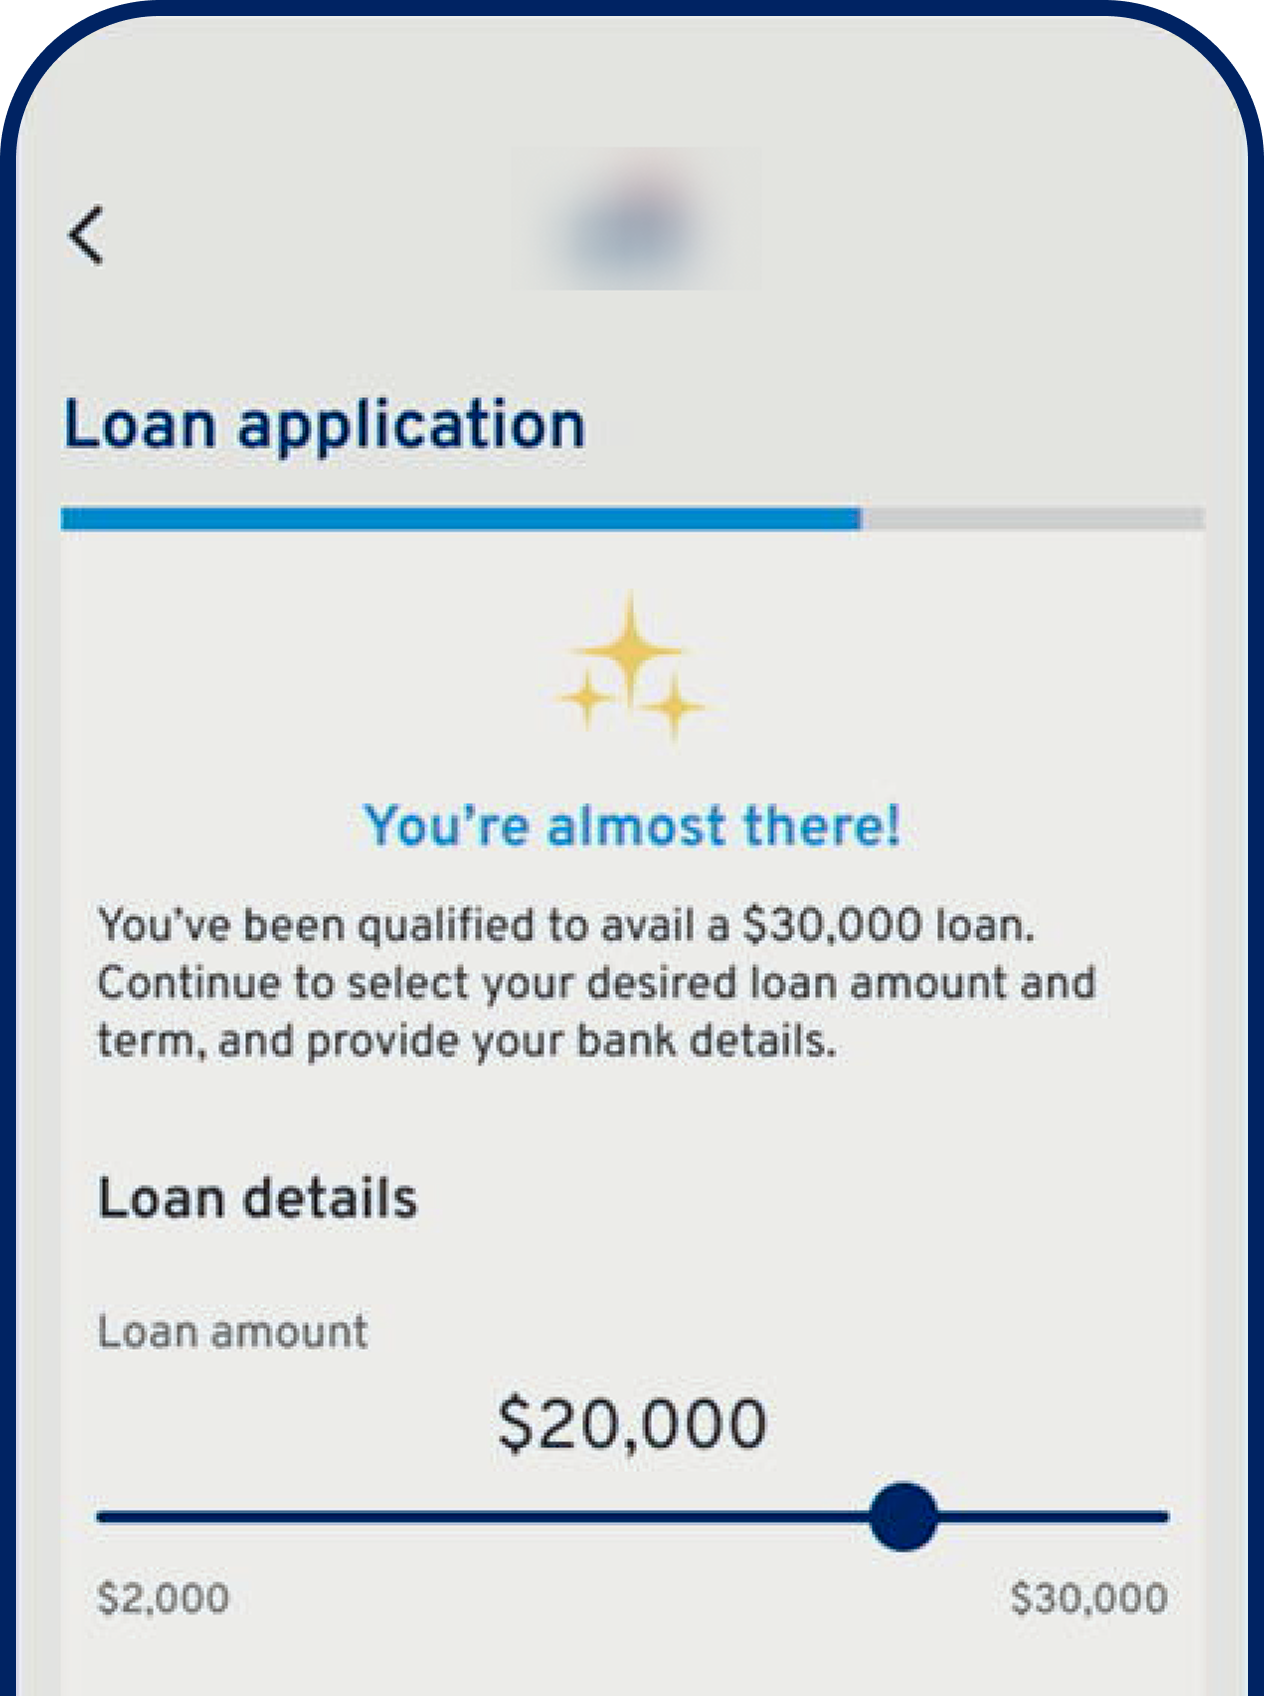 Loan application
You’re almost there!
You’ve been qualified to avail a $30,000 loan.
Continue to select your desired loan amount and
term, and provide your bank details.
Loan details
Loan amount
$20,000
$2,000 $30,000